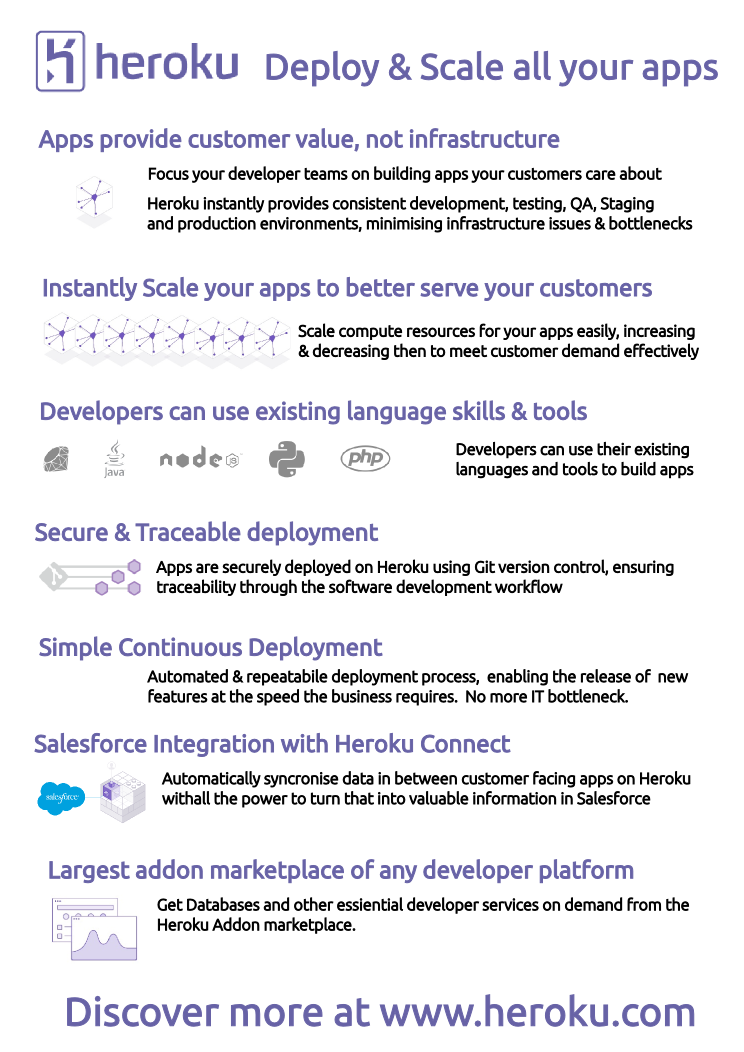 heroku Deploy & Scale all your apps
Apps provide customer value, not infrastructure
Focus your developer teams on building apps your customers care about
Heroku instantly provides consistent development, testing, QA, Staging
and production environments, minimising infrastructure issues & bottlenecks
Instantly Scale your apps to better serve your customers
Scale compute resources for your apps easily, increasing
& decreasing then to meet customer demand effectively
Developers can use existing language skills & tools
java
node
JS
php
Developers can use their existing
languages and tools to build apps
Secure & Traceable deployment
Apps are securely deployed on Heroku using Git version control, ensuring
traceability through the software development workflow
Simple Continuous Deployment
Automated & repeatabile deployment process, enabling the release of new
features at the speed the business requires. No more IT bottleneck.
Salesforce Integration with Heroku Connect
salesforce
Automatically syncronise data in between customer facing apps on Heroku
withall the power to turn that into valuable information in Salesforce
Largest addon marketplace of any developer platform
Get Databases and other essiential developer services on demand from the
Heroku Addon marketplace.
Discover more at www.heroku.com